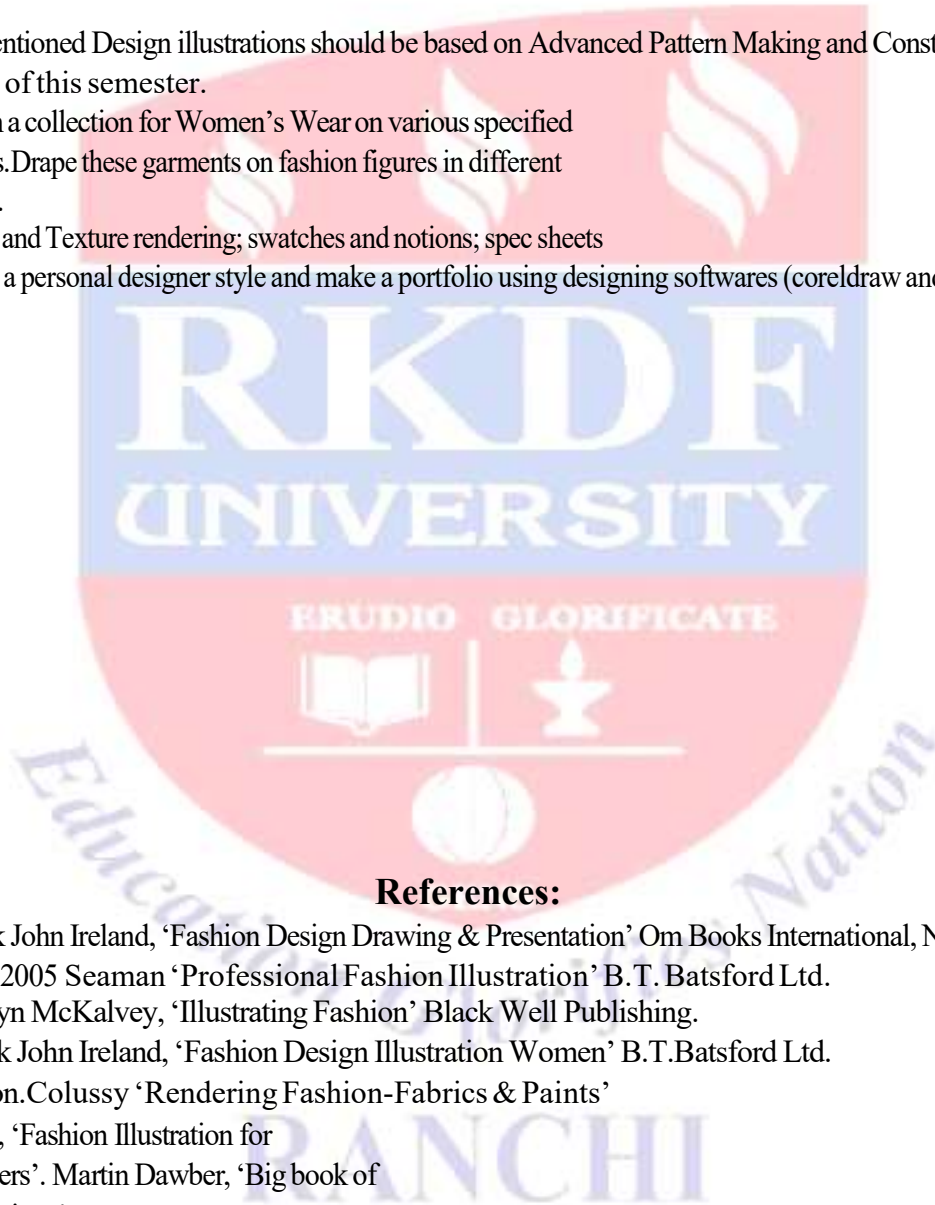 entioned Design illustrations should be based on Advanced Pattern Making and Const
of this semester.
a collection for Women's Wear on various specified
s.Drape these garments on fashion figures in different
.
and Texture rendering; swatches and notions; spec sheets
a personal designer style and make a portfolio using designing softwares (coreldraw and
RKDF
UNIVERSITY
ERUDIO GLORIFICATE
Education Glorifies Nation
References:
k John Ireland, ‘Fashion Design Drawing & Presentation’ Om Books International, N
2005 Seaman ‘Professional Fashion Illustration’ B.T. Batsford Ltd.
yn McKalvey, ‘Illustrating Fashion’ Black Well Publishing.
k John Ireland, ‘Fashion Design Illustration Women’ B.T.Batsford Ltd.
on.Colussy ‘Rendering Fashion-Fabrics & Paints’
, ‘Fashion Illustration for
ers’. Martin Dawber, ‘Big book of
RANCHI